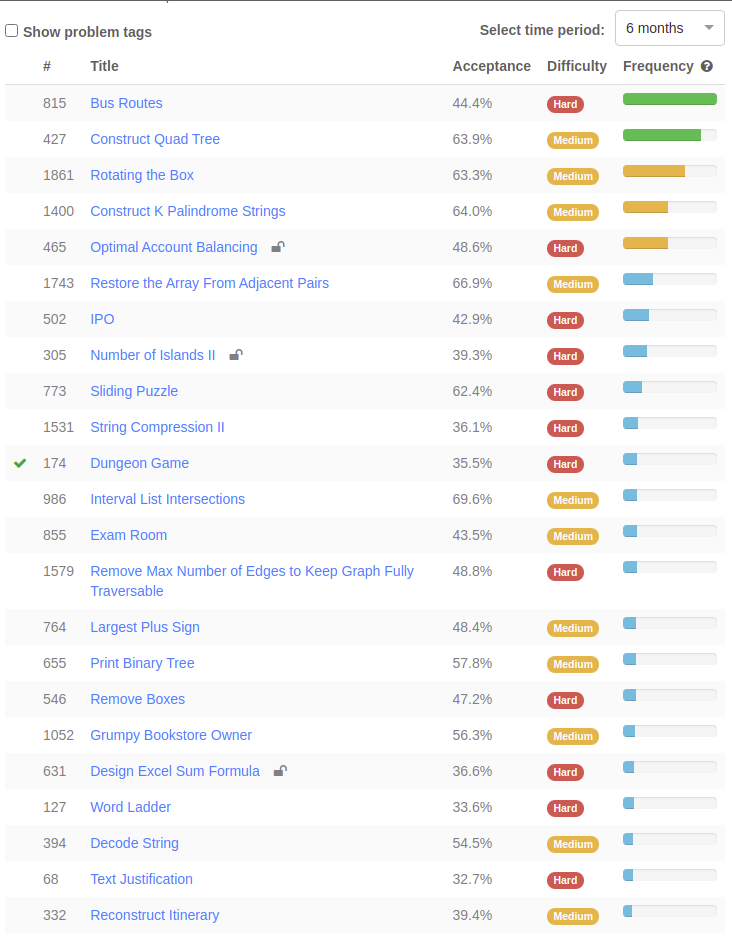 Show problem tags
Select time period: 6 months
# Title Acceptance Difficulty Frequency ?
815 Bus Routes 44.4% Hard
427 Construct Quad Tree 63.9% Medium
1861 Rotating the Box 63.3% Medium
1400 Construct K Palindrome Strings 64.0% Medium
465 Optimal Account Balancing 48.6% Hard
1743 Restore the Array From Adjacent Pairs 66.9% Medium
502 IPO 42.9% Hard
305 Number of Islands II 39.3% Hard
773 Sliding Puzzle 62.4% Hard
1531 String Compression II 36.1% Hard
174 Dungeon Game 35.5% Hard
986 Interval List Intersections 69.6% Medium
855 Exam Room 43.5% Medium
1579 Remove Max Number of Edges to Keep Graph Fully 48.8% Hard
Traversable
764 Largest Plus Sign 48.4% Medium
655 Print Binary Tree 57.8% Medium
546 Remove Boxes 47.2% Hard
1052 Grumpy Bookstore Owner 56.3% Medium
631 Design Excel Sum Formula 36.6% Hard
127 Word Ladder 33.6% Hard
394 Decode String 54.5% Medium
68 Text Justification 32.7% Hard
332 Reconstruct Itinerary 39.4% Medium